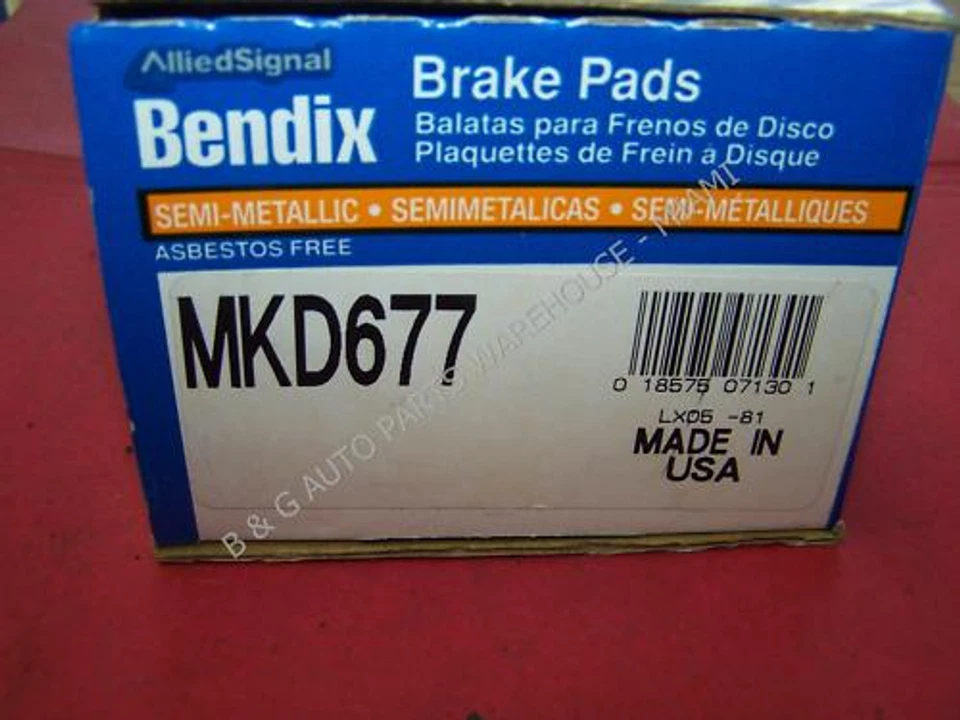 AlliedSignal
Bendix
Brake Pads
Balatas para Frenos de Disco
Plaquettes de Frein à Disque
SEMI-METALLIC • SEMIMETALICAS • SEMI-MÉTALLIQUES
ASBESTOS FREE
MKD677
0 18575 07130 1
LX05 -81
MADE IN
USA
B & G AUTO PARTS WAREHOUSE - MIAMI